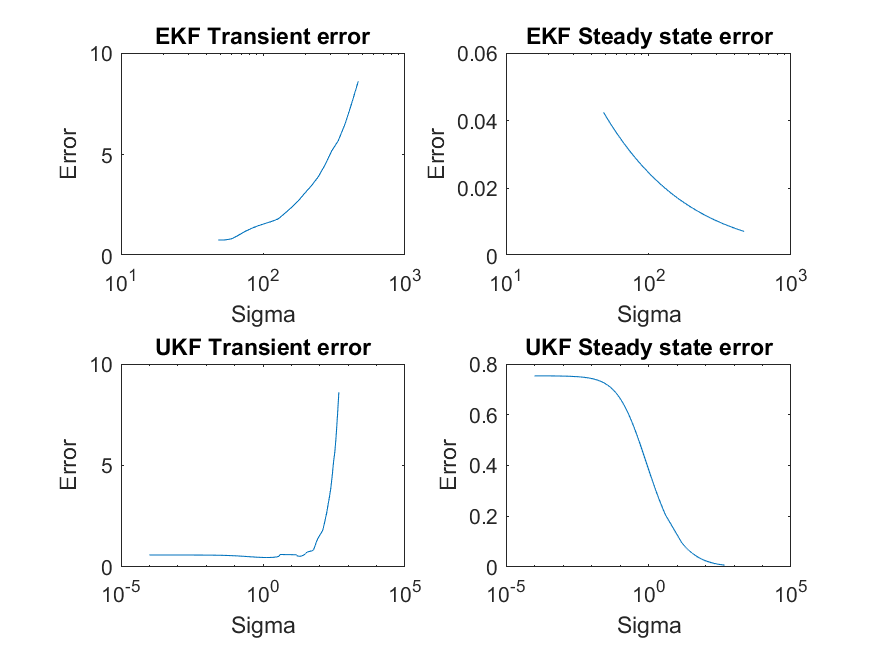 EKF Transient error
10
5
0
Error
10^1
10^2
10^3
Sigma
EKF Steady state error
0.06
0.04
0.02
0
Error
10^1
10^2
10^3
Sigma
UKF Transient error
10
5
0
Error
10^-5
10^0
10^5
Sigma
UKF Steady state error
0.8
0.6
0.4
0.2
0
Error
10^-5
10^0
10^5
Sigma